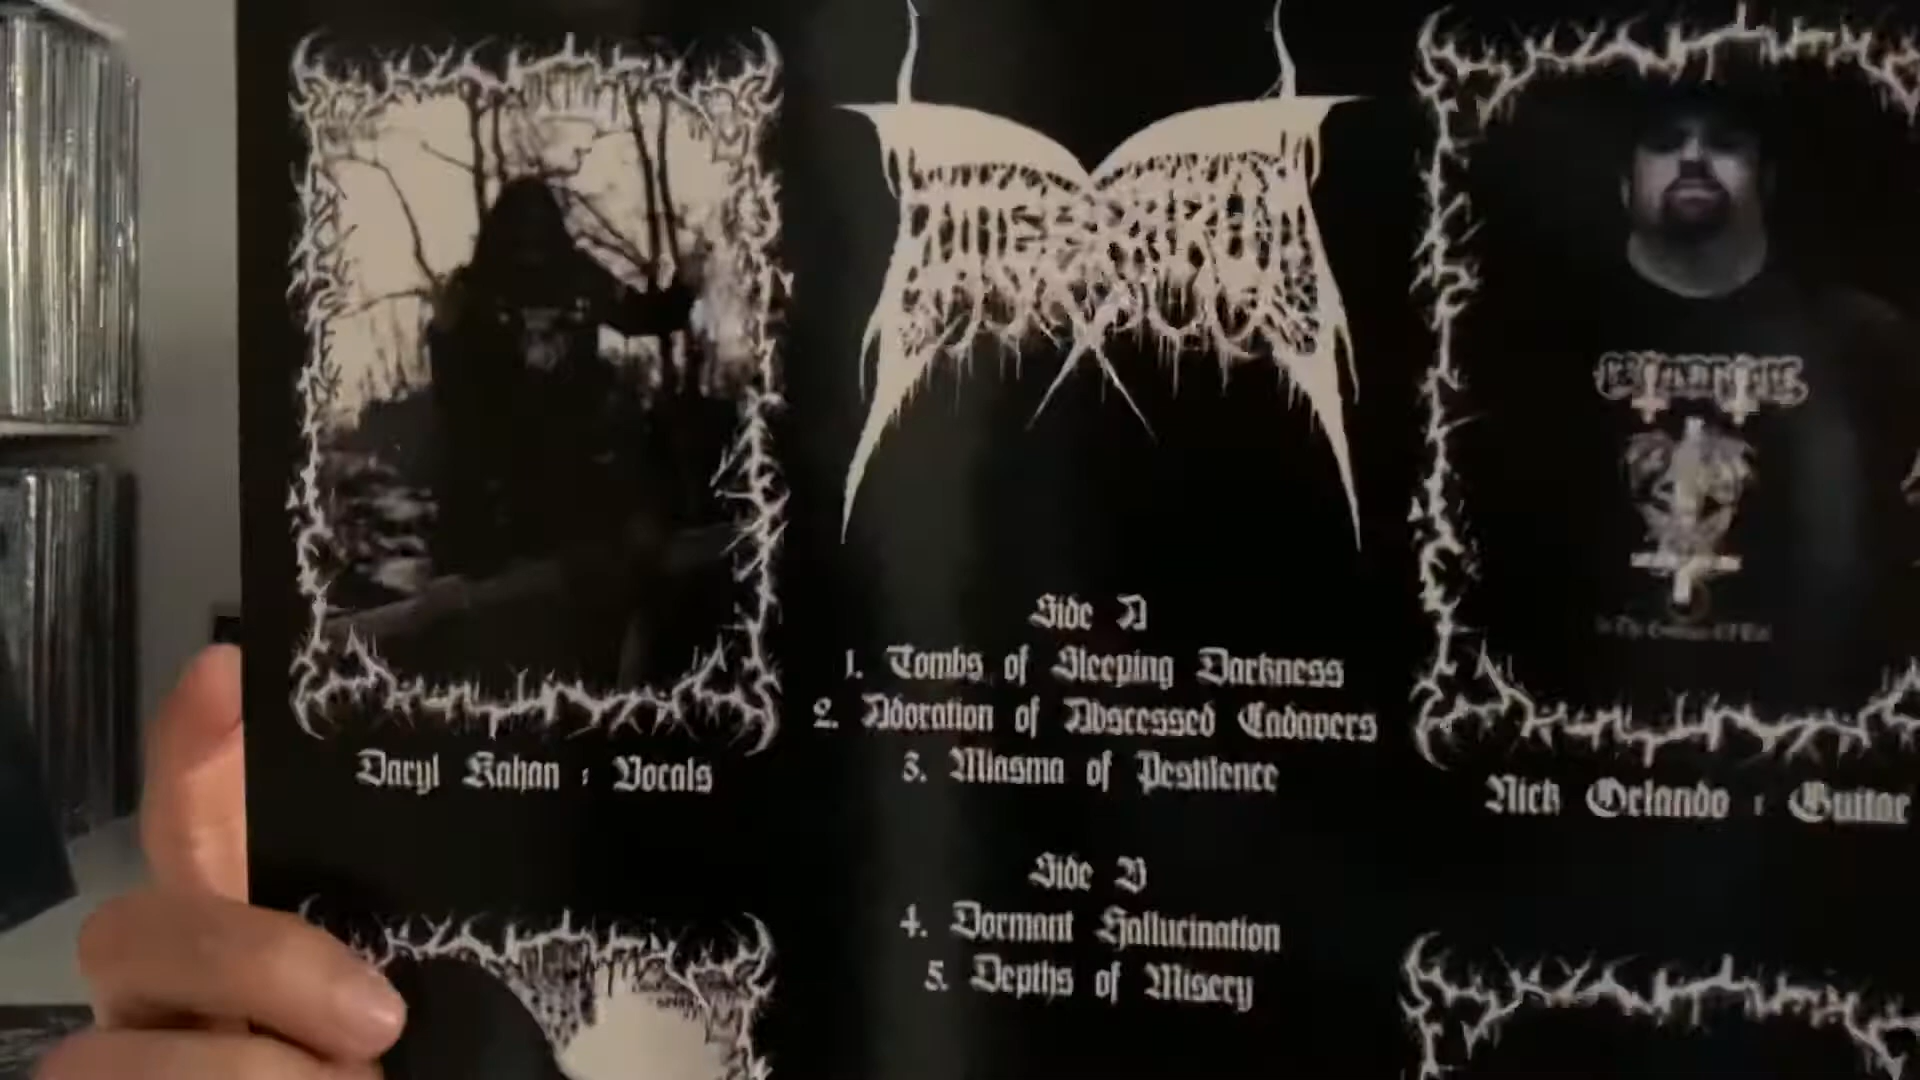 Side A
1. Tombs of Sleeping Darkness
2. Adoration of Abscessed Cadavers
3. Miasma of Pestilence
Daryl Kahan : Vocals
Nick Orlando : Guitar
Side B
4. Dormant Hallucination
5. Depths of Misery